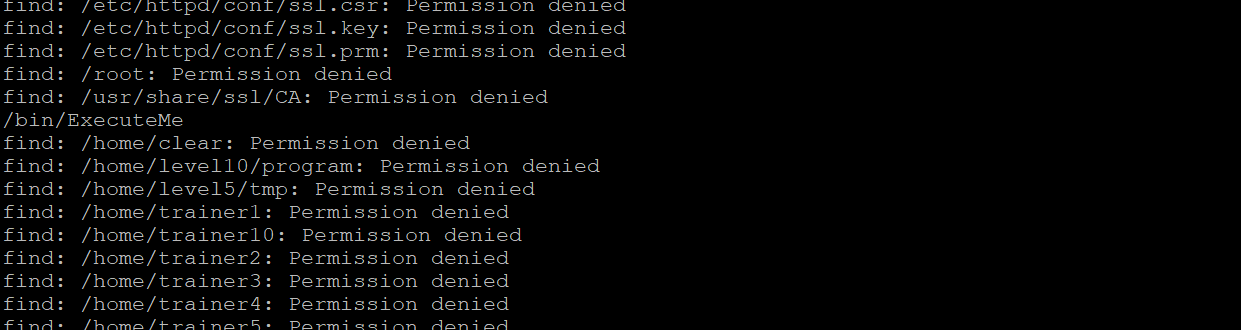 find: /etc/httpd/conf/ssl.csr: Permission denied
find: /etc/httpd/conf/ssl.key: Permission denied
find: /etc/httpd/conf/ssl.prm: Permission denied
find: /root: Permission denied
find: /usr/share/ssl/CA: Permission denied
/bin/ExecuteMe
find: /home/clear: Permission denied
find: /home/level10/program: Permission denied
find: /home/level5/tmp: Permission denied
find: /home/trainer1: Permission denied
find: /home/trainer10: Permission denied
find: /home/trainer2: Permission denied
find: /home/trainer3: Permission denied
find: /home/trainer4: Permission denied
find: /home/trainer5: Permission denied